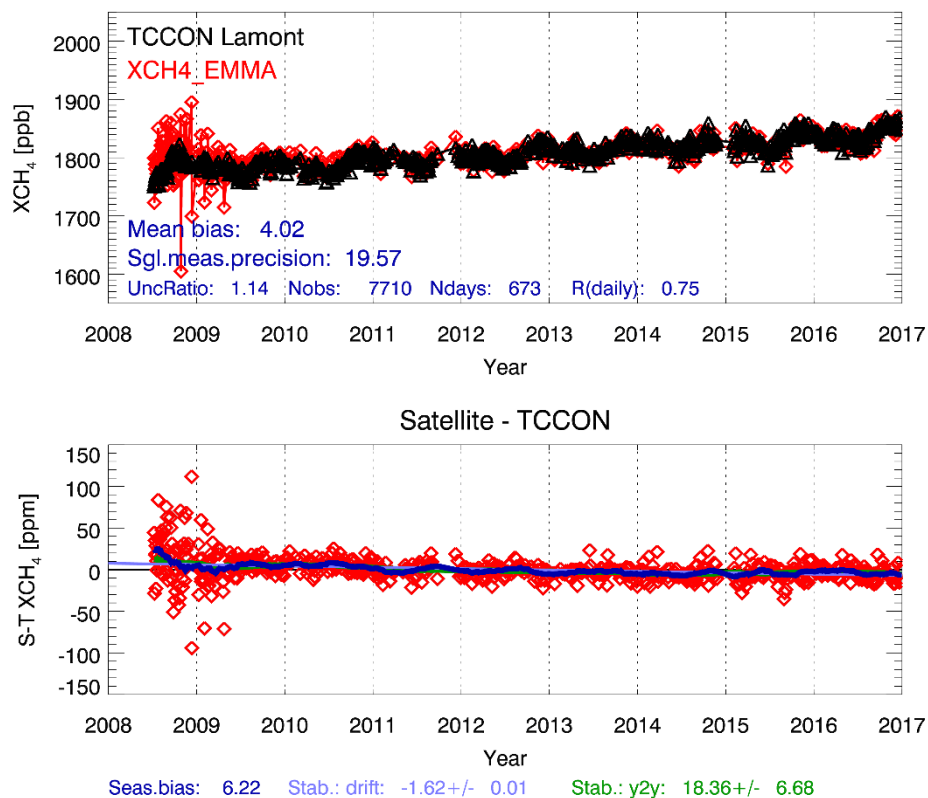 2050
2000
1900
1800
1700
1600
XCH4 [ppb]
TCCON Lamont
XCH4_EMMA
Mean bias: 4.02
Sgl.meas.precision: 19.57
UncRatio: 1.14 Nobs: 7710 Ndays: 673 R(daily): 0.75
2008 2009 2010 2011 2012 2013 2014 2015 2016 2017
Year
Satellite - TCCON
150
100
50
0
-50
-100
-150
S-T XCH4 [ppm]
2008 2009 2010 2011 2012 2013 2014 2015 2016 2017
Year
Seas.bias: 6.22 Stab.: drift: -1.62+/- 0.01 Stab.: y2y: 18.36+/- 6.68